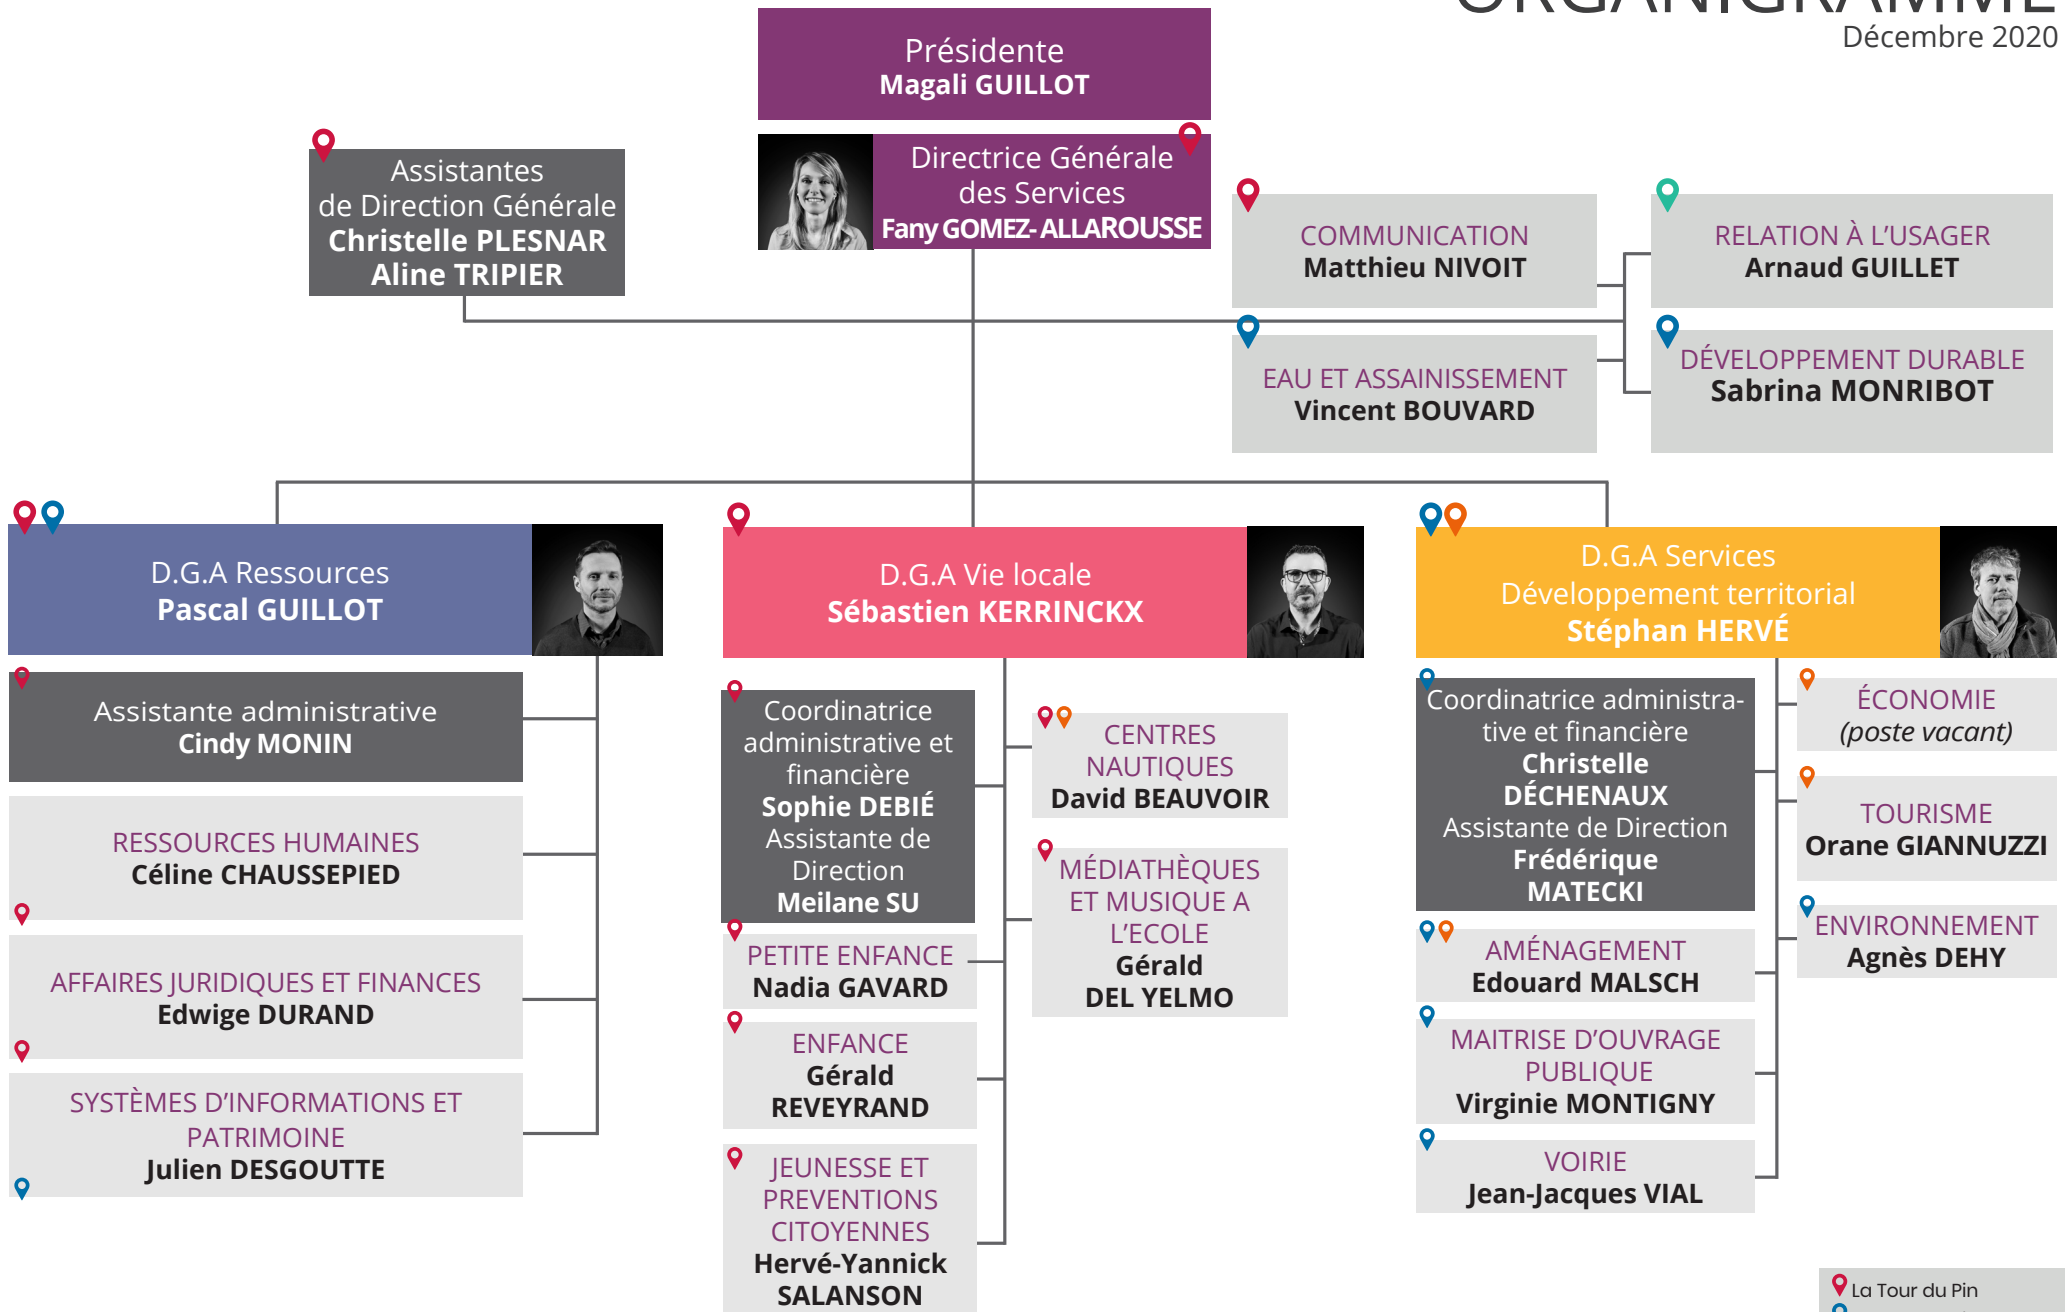 ORGANIGRAMME
Décembre 2020
Présidente
Magali GUILLOT
Directrice Générale
des Services
Fany GOMEZ- ALLAROUSSE
Assistantes
de Direction Générale
Christelle PLESNAR
Aline TRIPIER
COMMUNICATION
Matthieu NIVOIT
RELATION À L’USAGER
Arnaud GUILLET
EAU ET ASSAINISSEMENT
Vincent BOUVARD
DÉVELOPPEMENT DURABLE
Sabrina MONRIBOT
D.G.A Ressources
Pascal GUILLOT
Assistante administrative
Cindy MONIN
RESSOURCES HUMAINES
Céline CHAUSSEPIED
AFFAIRES JURIDIQUES ET FINANCES
Edwige DURAND
SYSTÈMES D’INFORMATIONS ET
PATRIMOINE
Julien DESGOUTTE
D.G.A Vie locale
Sébastien KERRINCKX
Coordinatrice
administrative et
financière
Sophie DEBIÉ
Assistante de
Direction
Meilane SU
PETITE ENFANCE
Nadia GAVARD
ENFANCE
Gérald
REVEYRAND
JEUNESSE ET
PREVENTIONS
CITOYENNES
Hervé-Yannick
SALANSON
CENTRES
NAUTIQUES
David BEAUVOIR
MÉDIATHÈQUES
ET MUSIQUE A
L’ECOLE
Gérald
DEL YELMO
D.G.A Services
Développement territorial
Stéphan HERVÉ
Coordinatrice administra-
tive et financière
Christelle
DÉCHENAUX
Assistante de Direction
Frédérique
MATECKI
AMÉNAGEMENT
Edouard MALSCH
MAITRISE D’OUVRAGE
PUBLIQUE
Virginie MONTIGNY
VOIRIE
Jean-Jacques VIAL
ÉCONOMIE
(poste vacant)
TOURISME
Orane GIANNUZZI
ENVIRONNEMENT
Agnès DEHY
La Tour du Pin